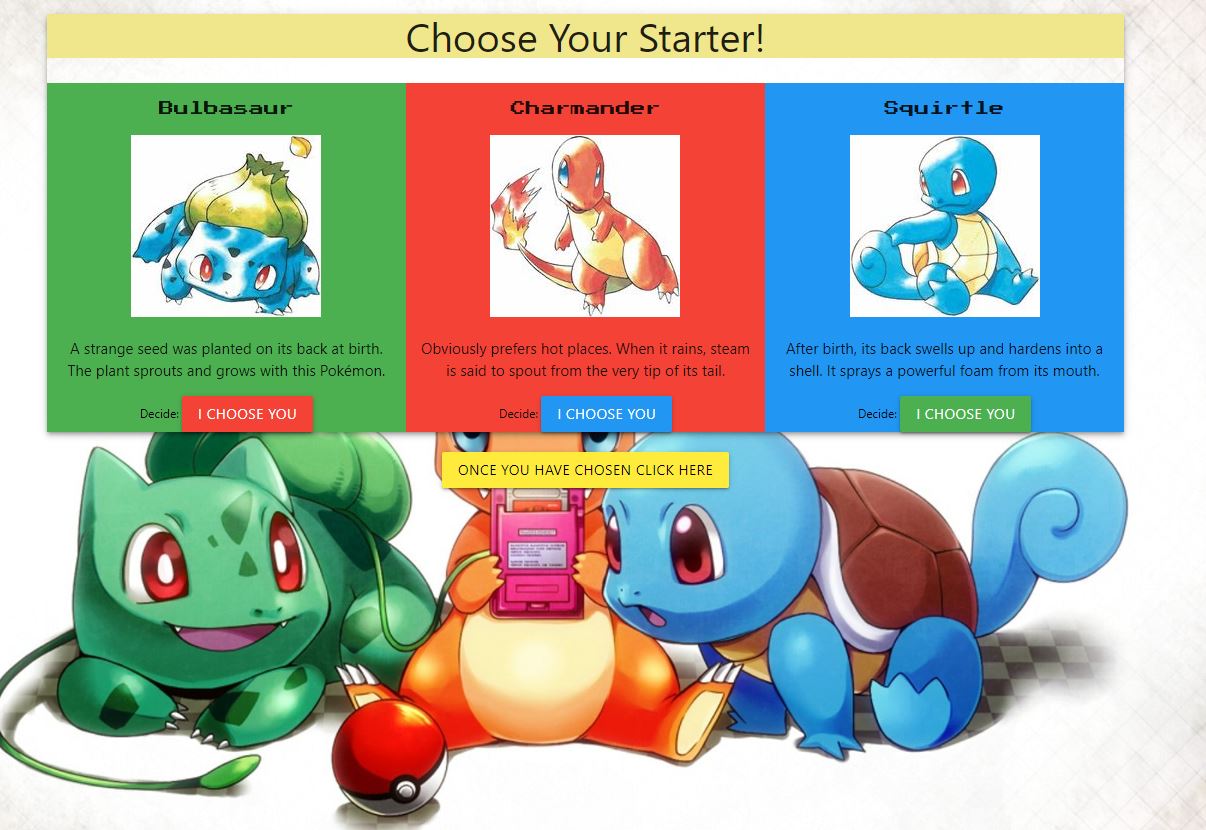 Choose Your Starter!
Bulbasaur
A strange seed was planted on its back at birth.
The plant sprouts and grows with this Pokémon.
Decide: I CHOOSE YOU
Charmander
Obviously prefers hot places. When it rains, steam
is said to spout from the very tip of its tail.
Decide: I CHOOSE YOU
Squirtle
After birth, its back swells up and hardens into a
shell. It sprays a powerful foam from its mouth.
Decide: I CHOOSE YOU
ONCE YOU HAVE CHOSEN CLICK HERE